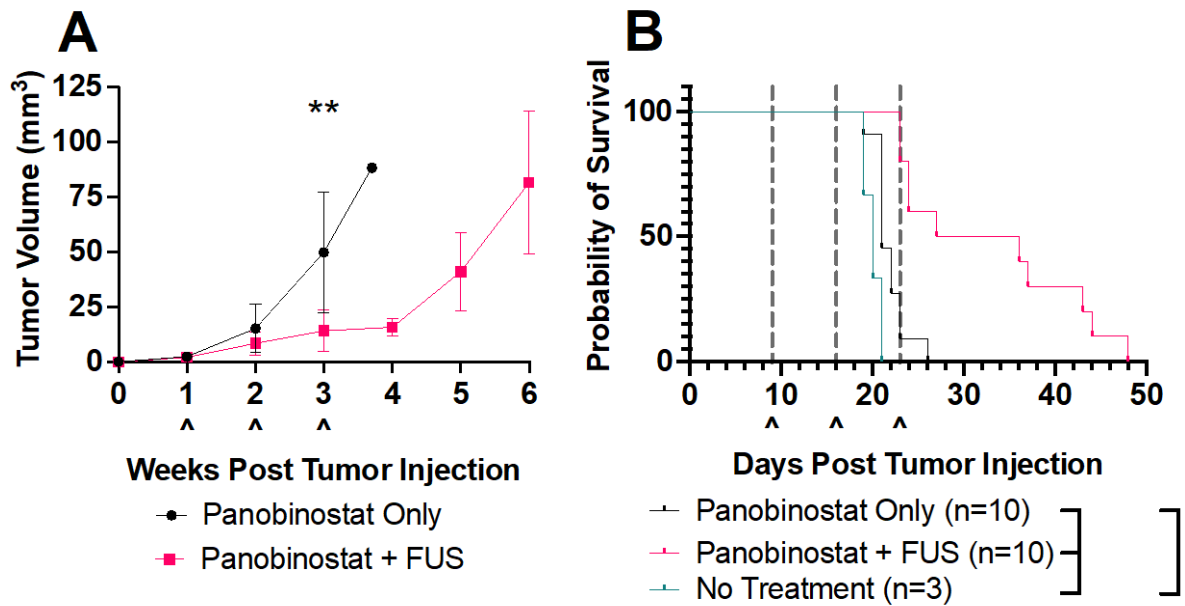 A
Tumor Volume (mm3)
125
100
75
50
25
0
**
0 1 2 3 4 5 6
^ ^ ^
Weeks Post Tumor Injection
Panobinostat Only
Panobinostat + FUS
B
Probability of Survival
100
50
0
0 10 20 30 40 50
^ ^ ^
Days Post Tumor Injection
Panobinostat Only (n=10)
Panobinostat + FUS (n=10)
No Treatment (n=3)